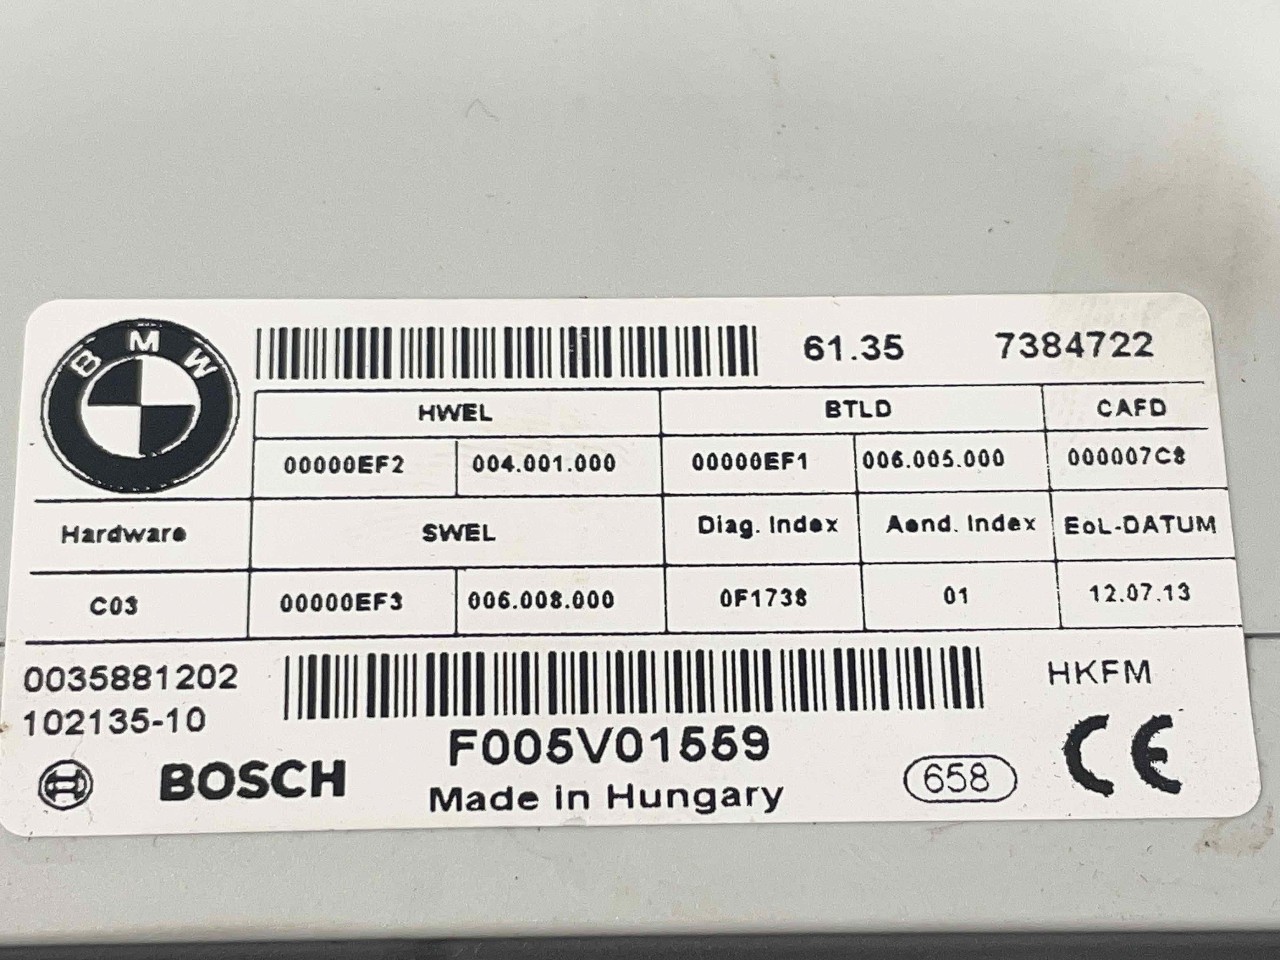 BMW
61.35 7384722
HWEL BTLD CAFD
00000EF2 004.001.000 00000EF1 006.005.000 000007C8
Hardware SWEL Diag. Index Aend. Index EoL-DATUM
C03 00000EF3 006.008.000 0F1738 01 12.07.13
0035881202 HKFM
102135-10
F005V01559
BOSCH Made in Hungary 658 CE